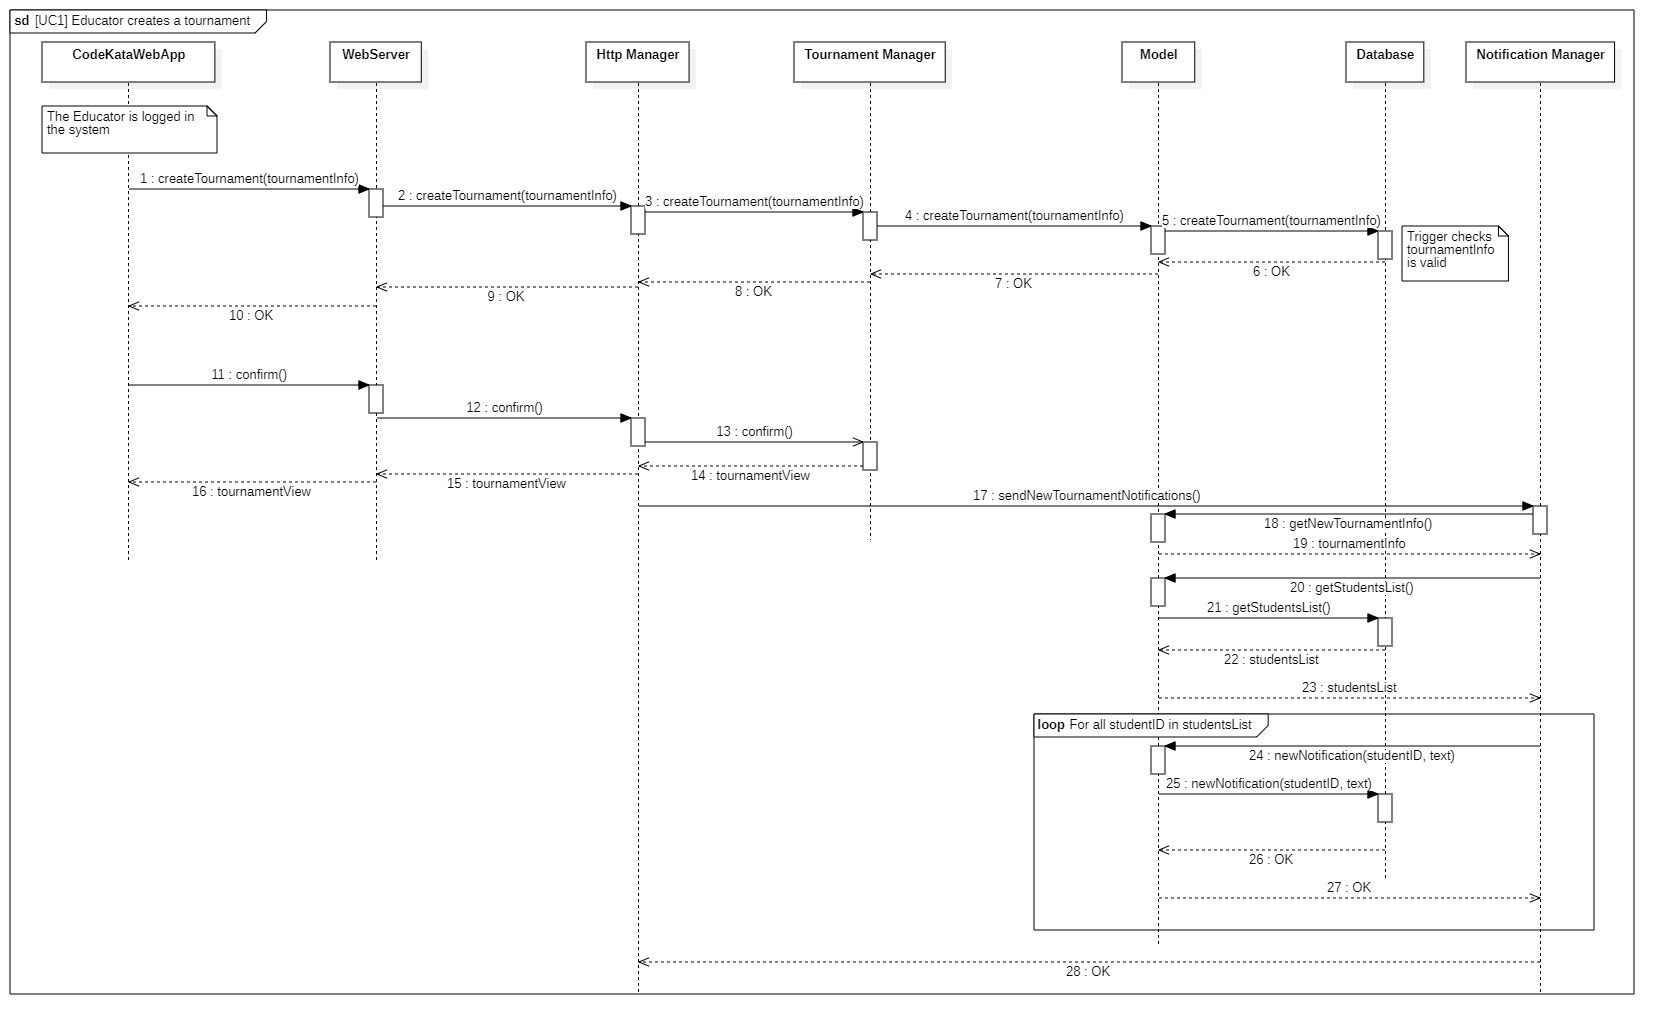 sd [UC1] Educator creates a tournament
CodeKataWebApp
WebServer
Http Manager
Tournament Manager
Model
Database
Notification Manager
The Educator is logged in
the system
1 : createTournament(tournamentInfo)
2 : createTournament(tournamentInfo)
3 : createTournament(tournamentInfo)
4 : createTournament(tournamentInfo)
5 : createTournament(tournamentInfo)
Trigger checks
tournamentInfo
is valid
6 : OK
7 : OK
8 : OK
9 : OK
10 : OK
11 : confirm()
12 : confirm()
13 : confirm()
14 : tournamentView
15 : tournamentView
16 : tournamentView
17 : sendNewTournamentNotifications()
18 : getNewTournamentInfo()
19 : tournamentInfo
20 : getStudentsList()
21 : getStudentsList()
22 : studentsList
23 : studentsList
loop For all studentID in studentsList
24 : newNotification(studentID, text)
25 : newNotification(studentID, text)
26 : OK
27 : OK
28 : OK